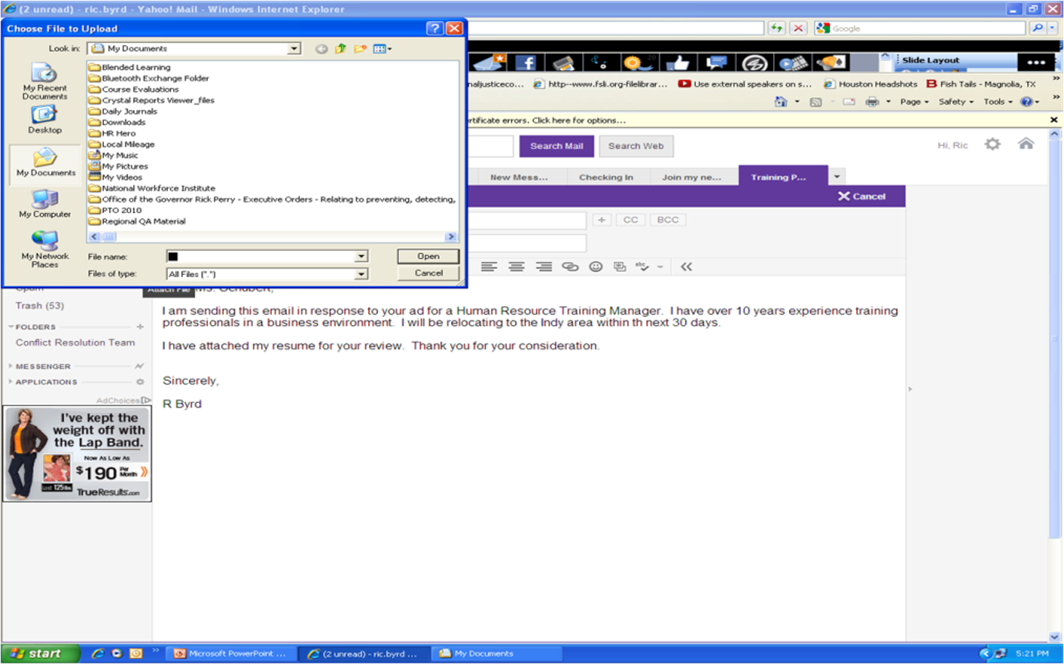 (2 unread) - ric.byrd - Yahoo! Mail - Windows Internet Explorer
Choose File to Upload
Look in: My Documents
Google
My Recent Documents
Desktop
My Documents
My Computer
My Network Places
Blended Learning
Bluetooth Exchange Folder
Course Evaluations
Crystal Reports Viewer_files
Daily Journals
Downloads
HR Hero
Local Mileage
My Music
My Pictures
My Videos
National Workforce Institute
Office of the Governor Rick Perry - Executive Orders - Relating to preventing, detecting,
PTO 2010
Regional QA Material
File name: Open
Files of type: All Files (*.*) Cancel
Slide Layout
naljusticeco... http--www.fsli.org-filelibrar... Use external speakers on s... Houston Headshots Fish Tails - Magnolia, TX
Page Safety Tools
rtificate errors. Click here for options...
Search Mail Search Web Hi, Ric
New Mess... Checking In Join my ne... Training P...
Cancel
+ CC BCC
Attach File
Trash (53)
FOLDERS
Conflict Resolution Team
MESSENGER
APPLICATIONS
AdChoices
I've kept the
weight off with
the Lap Band.
Now As Low As
$190 Per Month
Lost 125lbs
TrueResults.com
I am sending this email in response to your ad for a Human Resource Training Manager. I have over 10 years experience training
professionals in a business environment. I will be relocating to the Indy area within th next 30 days.
I have attached my resume for your review. Thank you for your consideration.
Sincerely,
R Byrd
start Microsoft PowerPoint ... (2 unread) - ric.byrd ... My Documents 5:21 PM